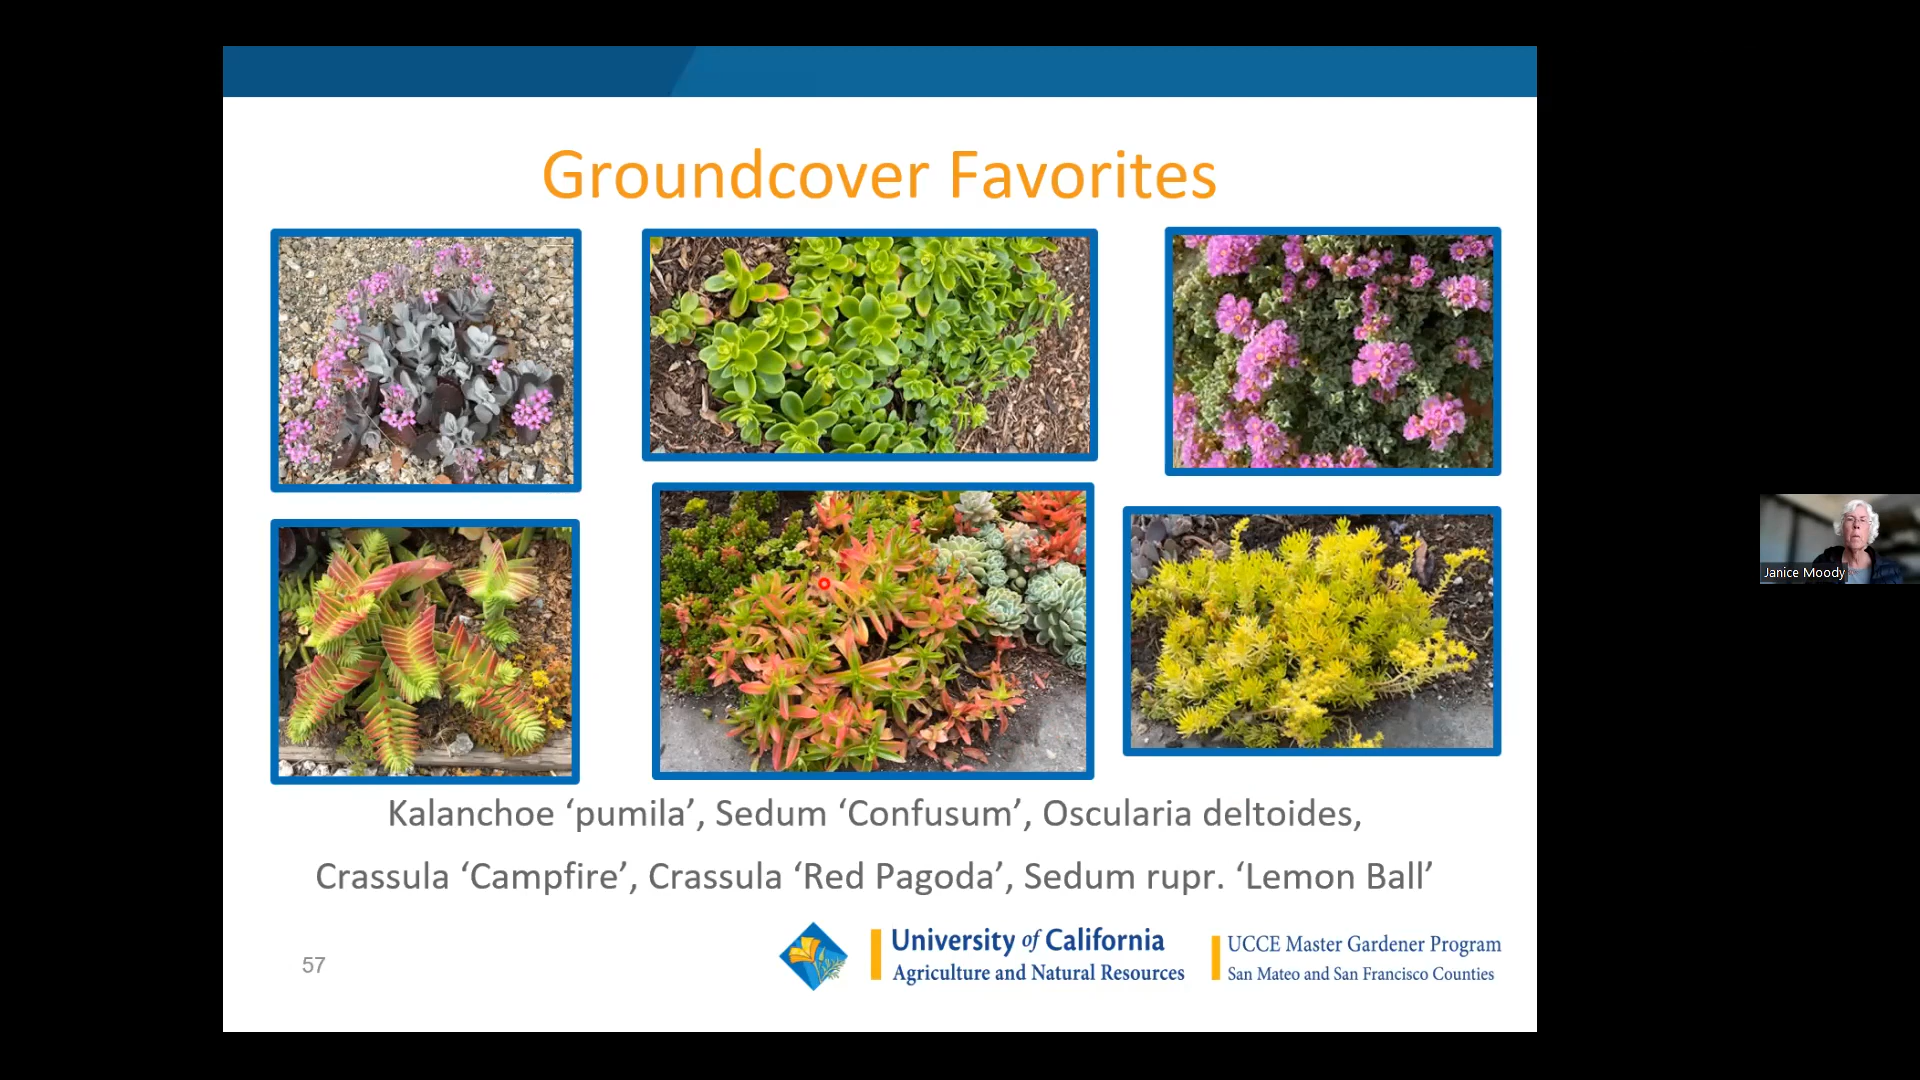 Groundcover Favorites
Janice Moody
Kalanchoe ‘pumila’, Sedum ‘Confusum’, Oscularia deltoides,
Crassula ‘Campfire’, Crassula ‘Red Pagoda’, Sedum rupr. ‘Lemon Ball’
57
University of California
Agriculture and Natural Resources
UCCE Master Gardener Program
San Mateo and San Francisco Counties